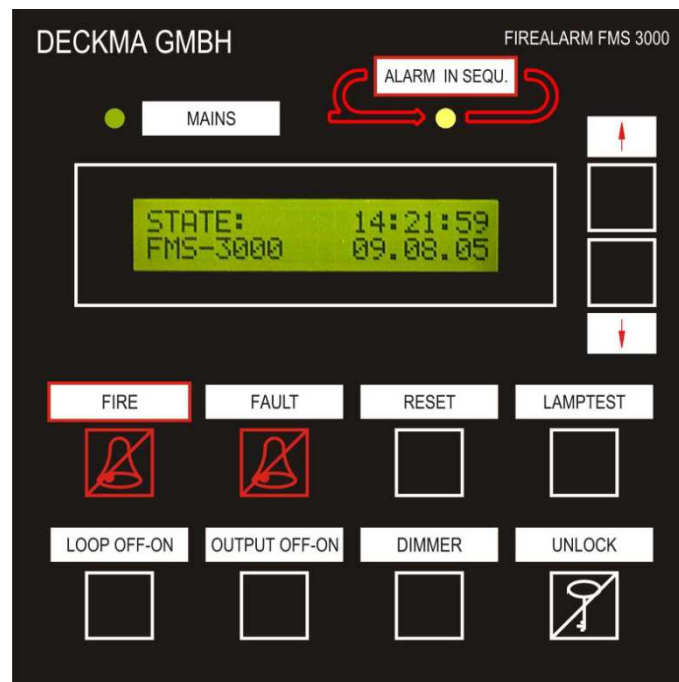 DECKMA GMBH
FIREALARM FMS 3000
ALARM IN SEQU.
MAINS
STATE: 14:21:59
FMS-3000 09.08.05
FIRE FAULT RESET LAMPTEST
LOOP OFF-ON OUTPUT OFF-ON DIMMER UNLOCK